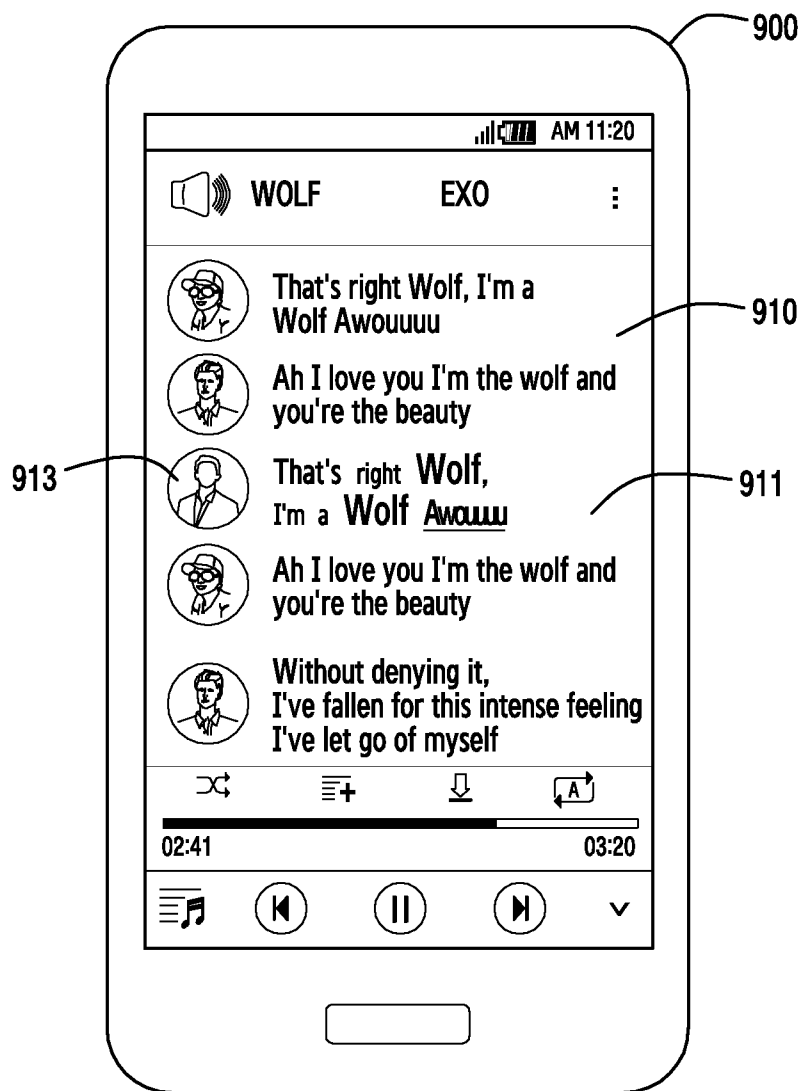 900
AM 11:20
WOLF EXO
That's right Wolf, I'm a
Wolf Awouuuu
910
Ah I love you I'm the wolf and
you're the beauty
913
That's right Wolf,
I'm a Wolf Awouuuu
911
Ah I love you I'm the wolf and
you're the beauty
Without denying it,
I've fallen for this intense feeling
I've let go of myself
A
02:41 03:20